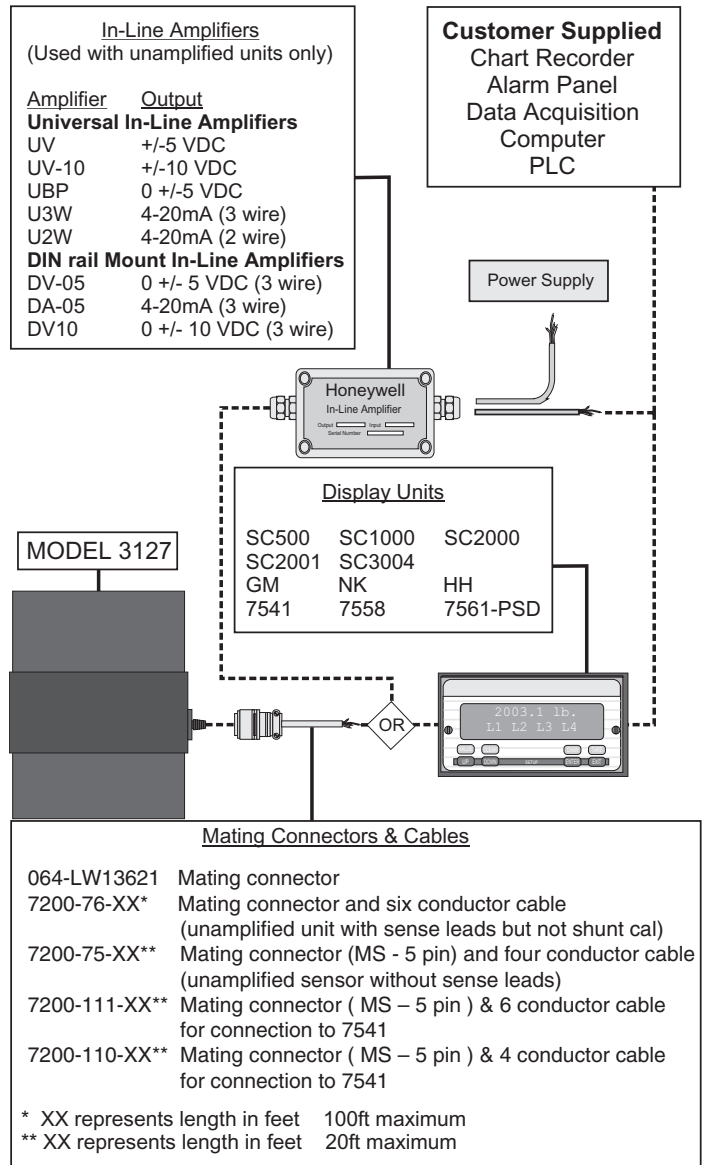 In-Line Amplifiers
(Used with unamplified units only)
Amplifier Output
Universal In-Line Amplifiers
UV +/-5 VDC
UV-10 +/-10 VDC
UBP 0 +/-5 VDC
U3W 4-20mA (3 wire)
U2W 4-20mA (2 wire)
DIN rail Mount In-Line Amplifiers
DV-05 0 +/- 5 VDC (3 wire)
DA-05 4-20mA (3 wire)
DV10 0 +/- 10 VDC (3 wire)
Customer Supplied
Chart Recorder
Alarm Panel
Data Acquisition
Computer
PLC
Power Supply
Honeywell
In-Line Amplifier
Output Input
Serial Number
Display Units
SC500 SC1000 SC2000
SC2001 SC3004
GM NK HH
7541 7558 7561-PSD
MODEL 3127
OR
2003.1 lb.
L1 L2 L3 L4
UP DOWN SETUP ENTER EXIT
Mating Connectors & Cables
064-LW13621 Mating connector
7200-76-XX* Mating connector and six conductor cable
(unamplified unit with sense leads but not shunt cal)
7200-75-XX** Mating connector (MS - 5 pin) and four conductor cable
(unamplified sensor without sense leads)
7200-111-XX** Mating connector ( MS – 5 pin ) & 6 conductor cable
for connection to 7541
7200-110-XX** Mating connector ( MS – 5 pin ) & 4 conductor cable
for connection to 7541
* XX represents length in feet 100ft maximum
** XX represents length in feet 20ft maximum